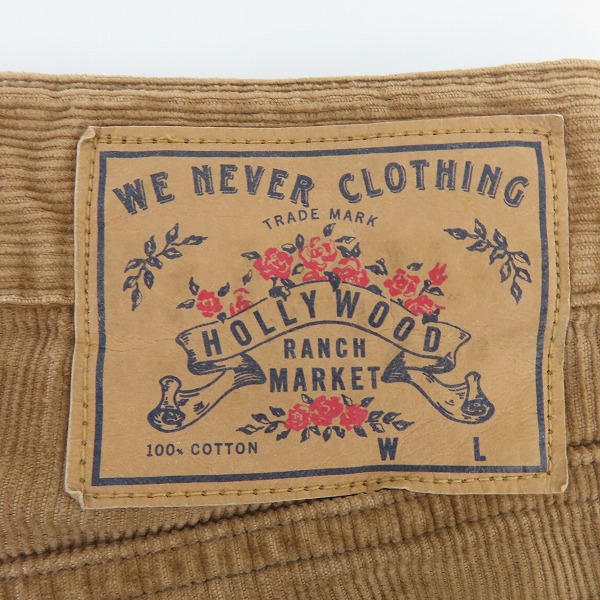 WE NEVER CLOTHING
TRADE MARK
HOLLYWOOD
RANCH
MARKET
100% COTTON W L